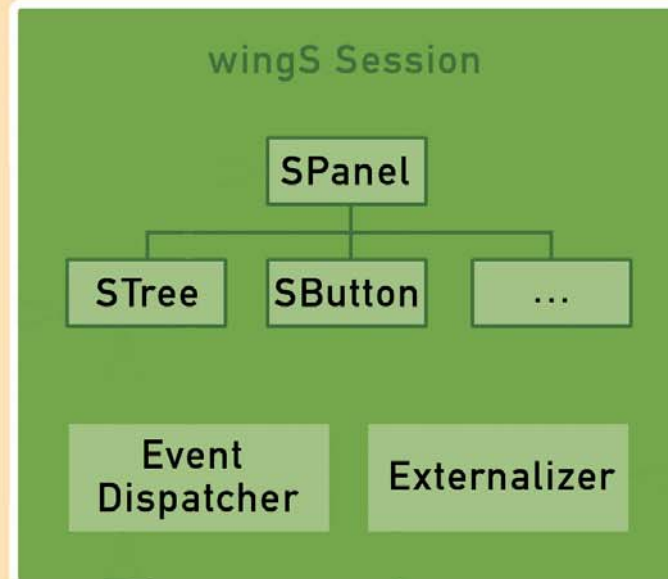 wingS Session
SPanel
STree
SButton
...
Event
Dispatcher
Externalizer